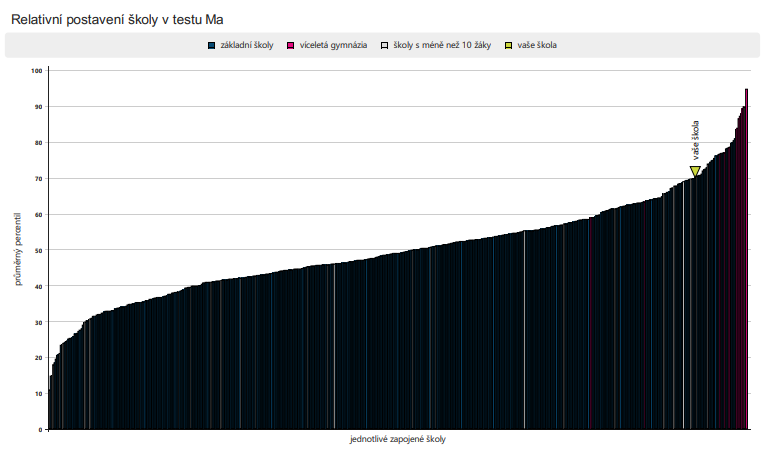 Relativní postavení školy v testu Ma
základní školy
víceletá gymnázia
školy s méně než 10 žáky
vaše škola
100
90
80
70
60
50
40
30
20
10
0
průměrný percentil
vaše škola
jednotlivé zapojené školy